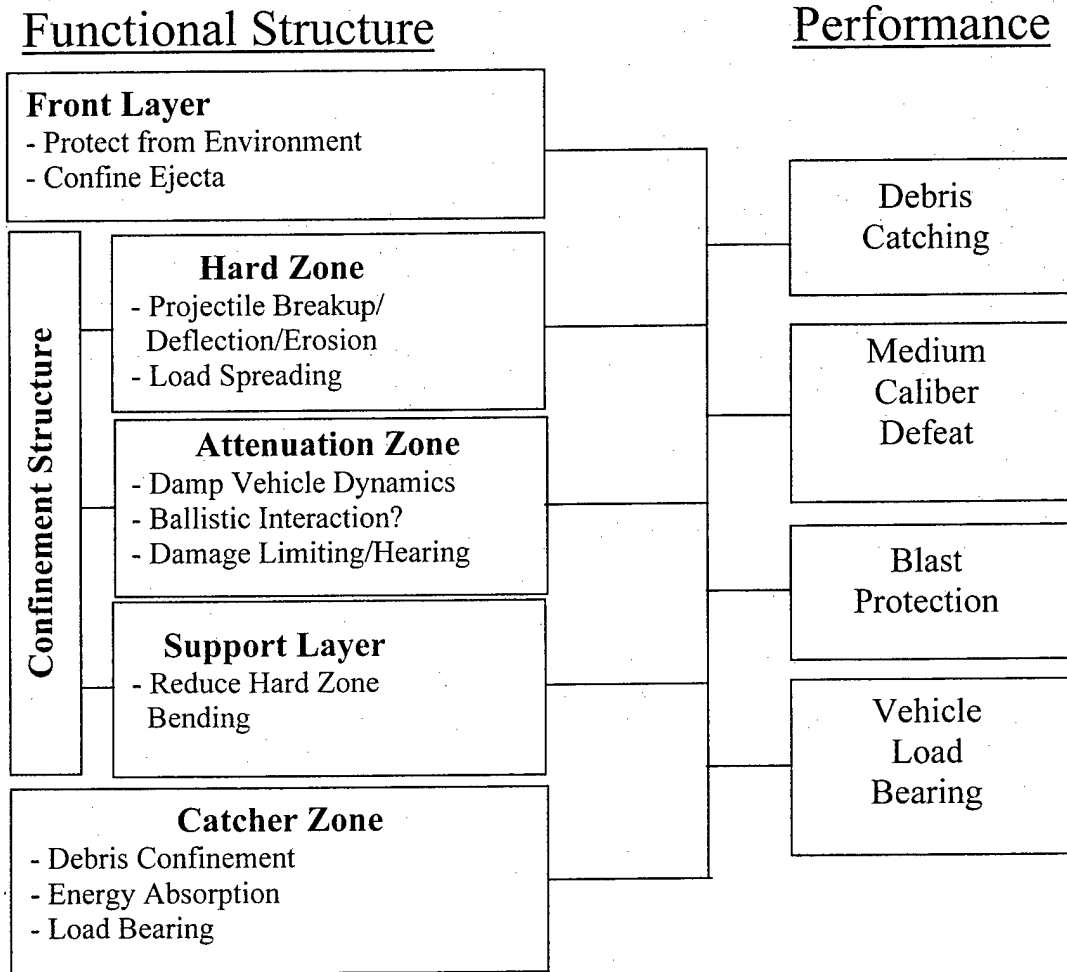 Functional Structure
Performance
Front Layer
- Protect from Environment
- Confine Ejecta
Confinement Structure
Hard Zone
- Projectile Breakup/
Deflection/Erosion
- Load Spreading
Attenuation Zone
- Damp Vehicle Dynamics
- Ballistic Interaction?
- Damage Limiting/Hearing
Support Layer
- Reduce Hard Zone
Bending
Catcher Zone
- Debris Confinement
- Energy Absorption
- Load Bearing
Debris
Catching
Medium
Caliber
Defeat
Blast
Protection
Vehicle
Load
Bearing